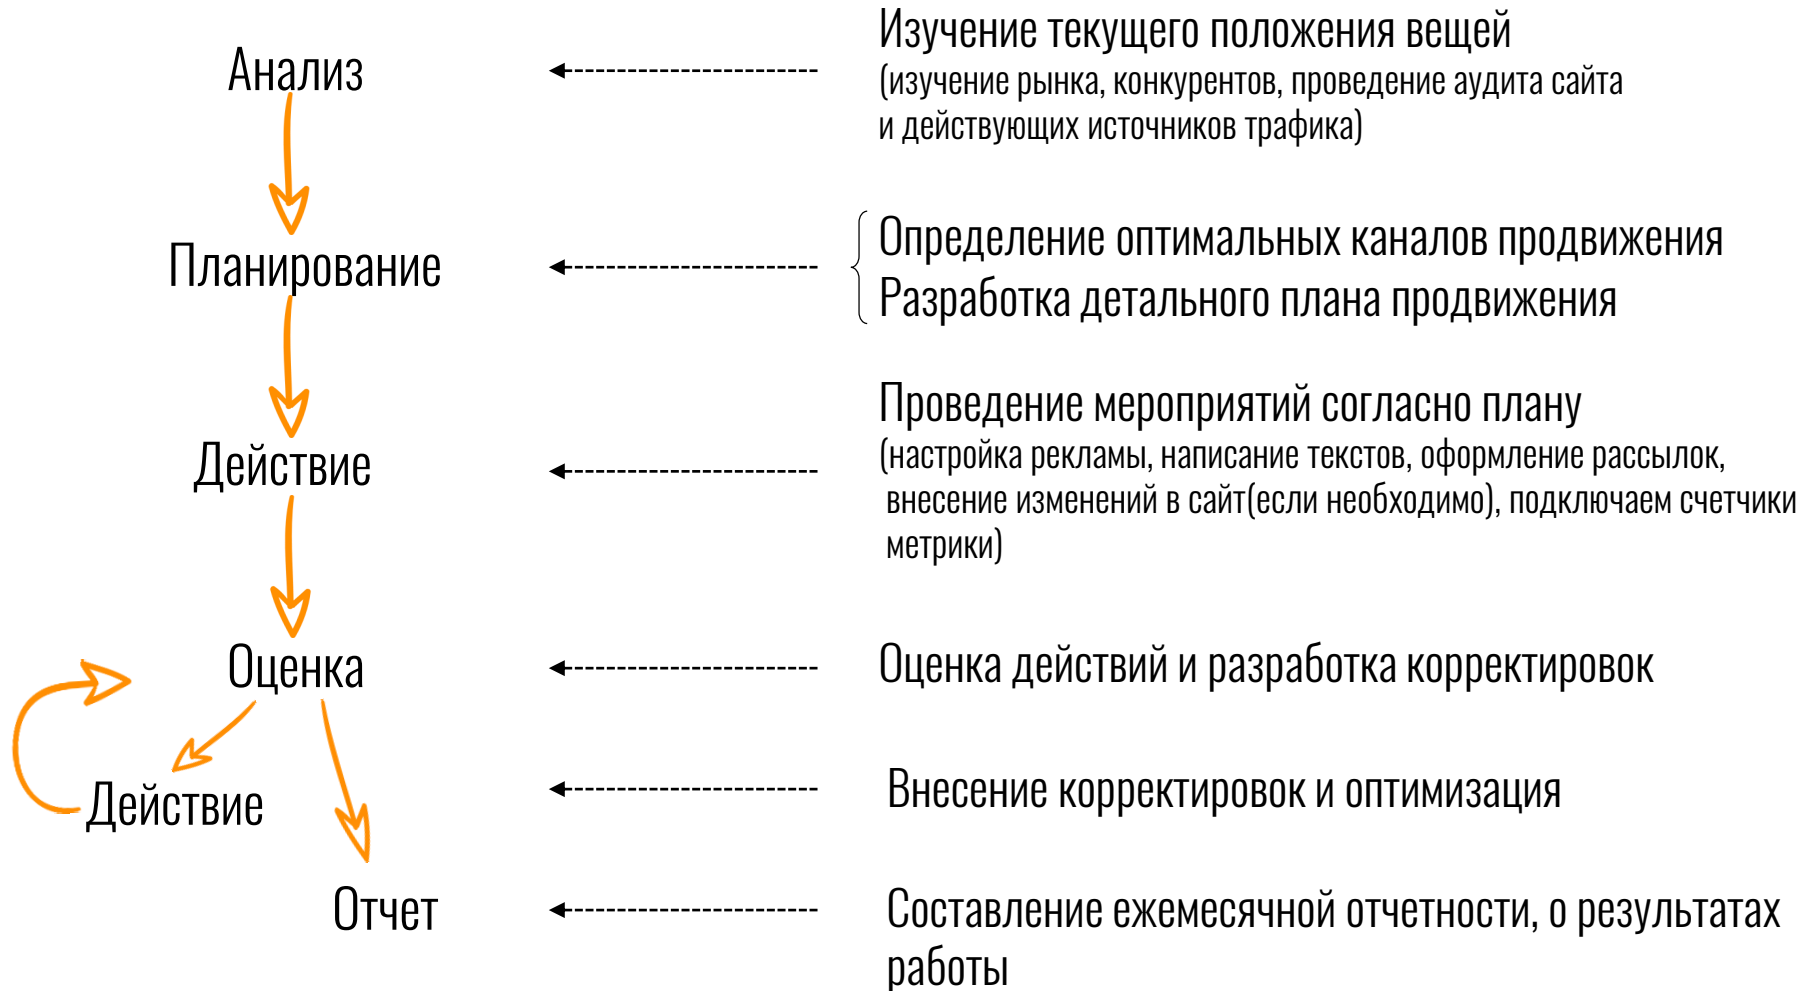 Анализ
Изучение текущего положения вещей
(изучение рынка, конкурентов, проведение аудита сайта
и действующих источников трафика)
Планирование
Определение оптимальных каналов продвижения
Разработка детального плана продвижения
Действие
Проведение мероприятий согласно плану
(настройка рекламы, написание текстов, оформление рассылок,
внесение изменений в сайт(если необходимо), подключаем счетчики
метрики)
Оценка
Оценка действий и разработка корректировок
Действие
Внесение корректировок и оптимизация
Отчет
Составление ежемесячной отчетности, о результатах
работы